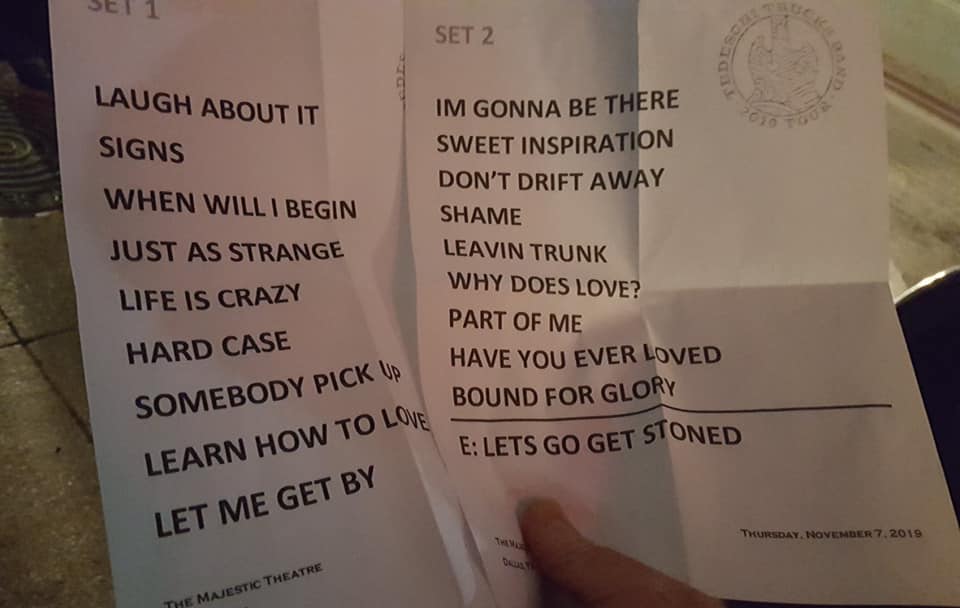 SET 1
LAUGH ABOUT IT
SIGNS
WHEN WILL I BEGIN
JUST AS STRANGE
LIFE IS CRAZY
HARD CASE
SOMEBODY PICK UP
LEARN HOW TO LOVE
LET ME GET BY
THE MAJESTIC THEATRE
SET 2
TEDESCHI TRUCKS BAND
2019 TOUR
IM GONNA BE THERE
SWEET INSPIRATION
DON'T DRIFT AWAY
SHAME
LEAVIN TRUNK
WHY DOES LOVE?
PART OF ME
HAVE YOU EVER LOVED
BOUND FOR GLORY
E: LETS GO GET STONED
THE
DALLAS,
THURSDAY, NOVEMBER 7, 2019